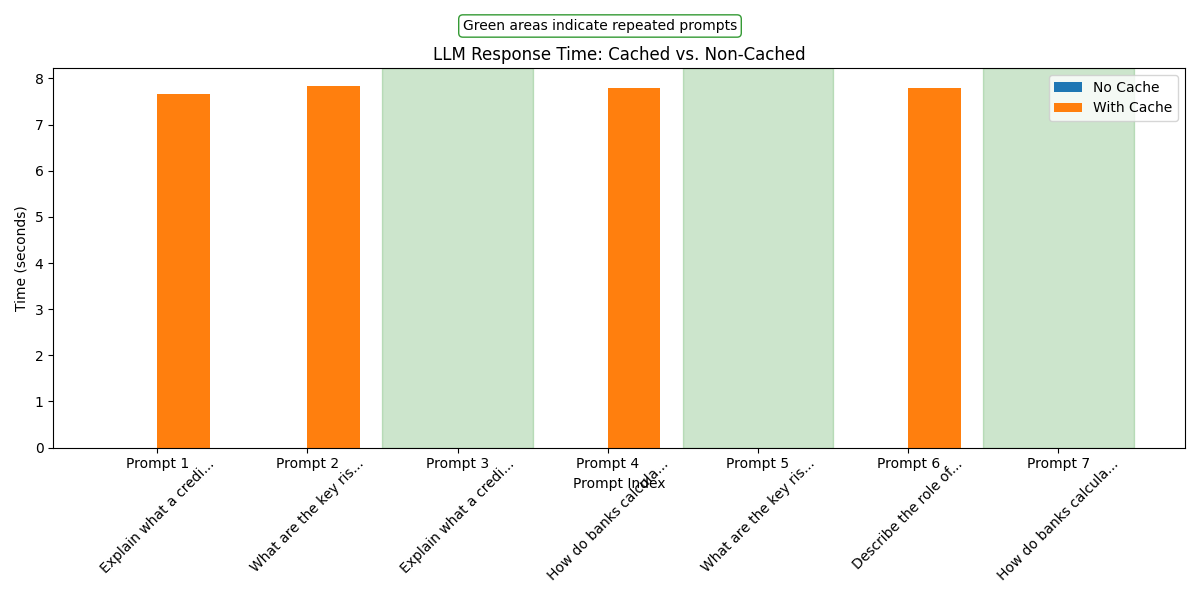 Green areas indicate repeated prompts
LLM Response Time: Cached vs. Non-Cached
No Cache
With Cache
Time (seconds)
8
7
6
5
4
3
2
1
0
Prompt 1
Prompt 2
Prompt 3
Prompt 4
Prompt 5
Prompt 6
Prompt 7
Explain what a credi...
What are the key ris...
Explain what a credi...
How do banks calcula...
What are the key ris...
Describe the role of...
How do banks calcula...
Prompt Index